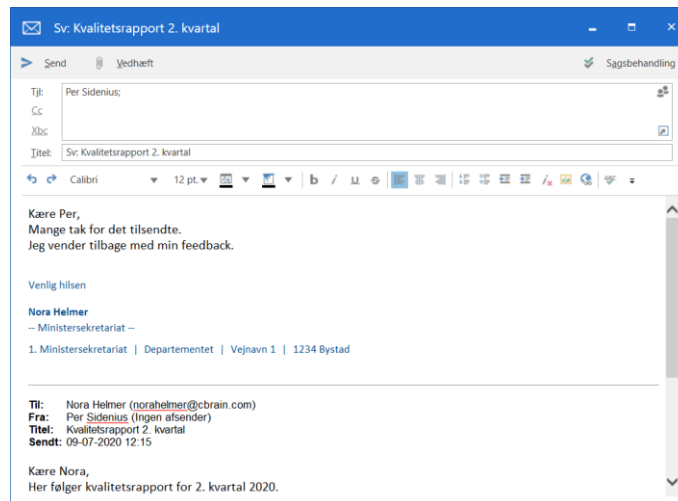 Sv: Kvalitetsrapport 2. kvartal
Send Vedhæft Sagsbehandling
Til: Per Sidenius;
Cc
Xbc
Titel: Sv: Kvalitetsrapport 2. kvartal
Calibri 12 pt. b i u ABC
Kære Per,
Mange tak for det tilsendte.
Jeg vender tilbage med min feedback.
Venlig hilsen
Nora Helmer
-- Ministersekretariat --
1. Ministersekretariat | Departementet | Vejnavn 1 | 1234 Bystad
Til: Nora Helmer (norahelmer@cbrain.com)
Fra: Per Sidenius (Ingen afsender)
Titel: Kvalitetsrapport 2. kvartal
Sendt: 09-07-2020 12:15
Kære Nora,
Her følger kvalitetsrapport for 2. kvartal 2020.